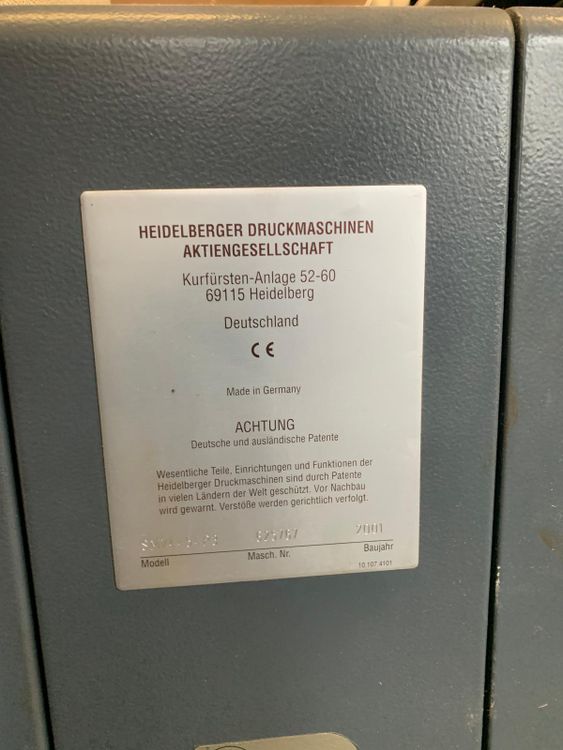 HEIDELBERGER DRUCKMASCHINEN
AKTIENGESELLSCHAFT
Kurfürsten-Anlage 52-60
69115 Heidelberg
Deutschland
CE
Made in Germany
ACHTUNG
Deutsche und ausländische Patente
Wesentliche Teile, Einrichtungen und Funktionen der
Heidelberger Druckmaschinen sind durch Patente
in vielen Ländern der Welt geschützt. Vor Nachbau
wird gewarnt. Verstöße werden gerichtlich verfolgt.
2001
Modell Masch. Nr. Baujahr
10.107.4101